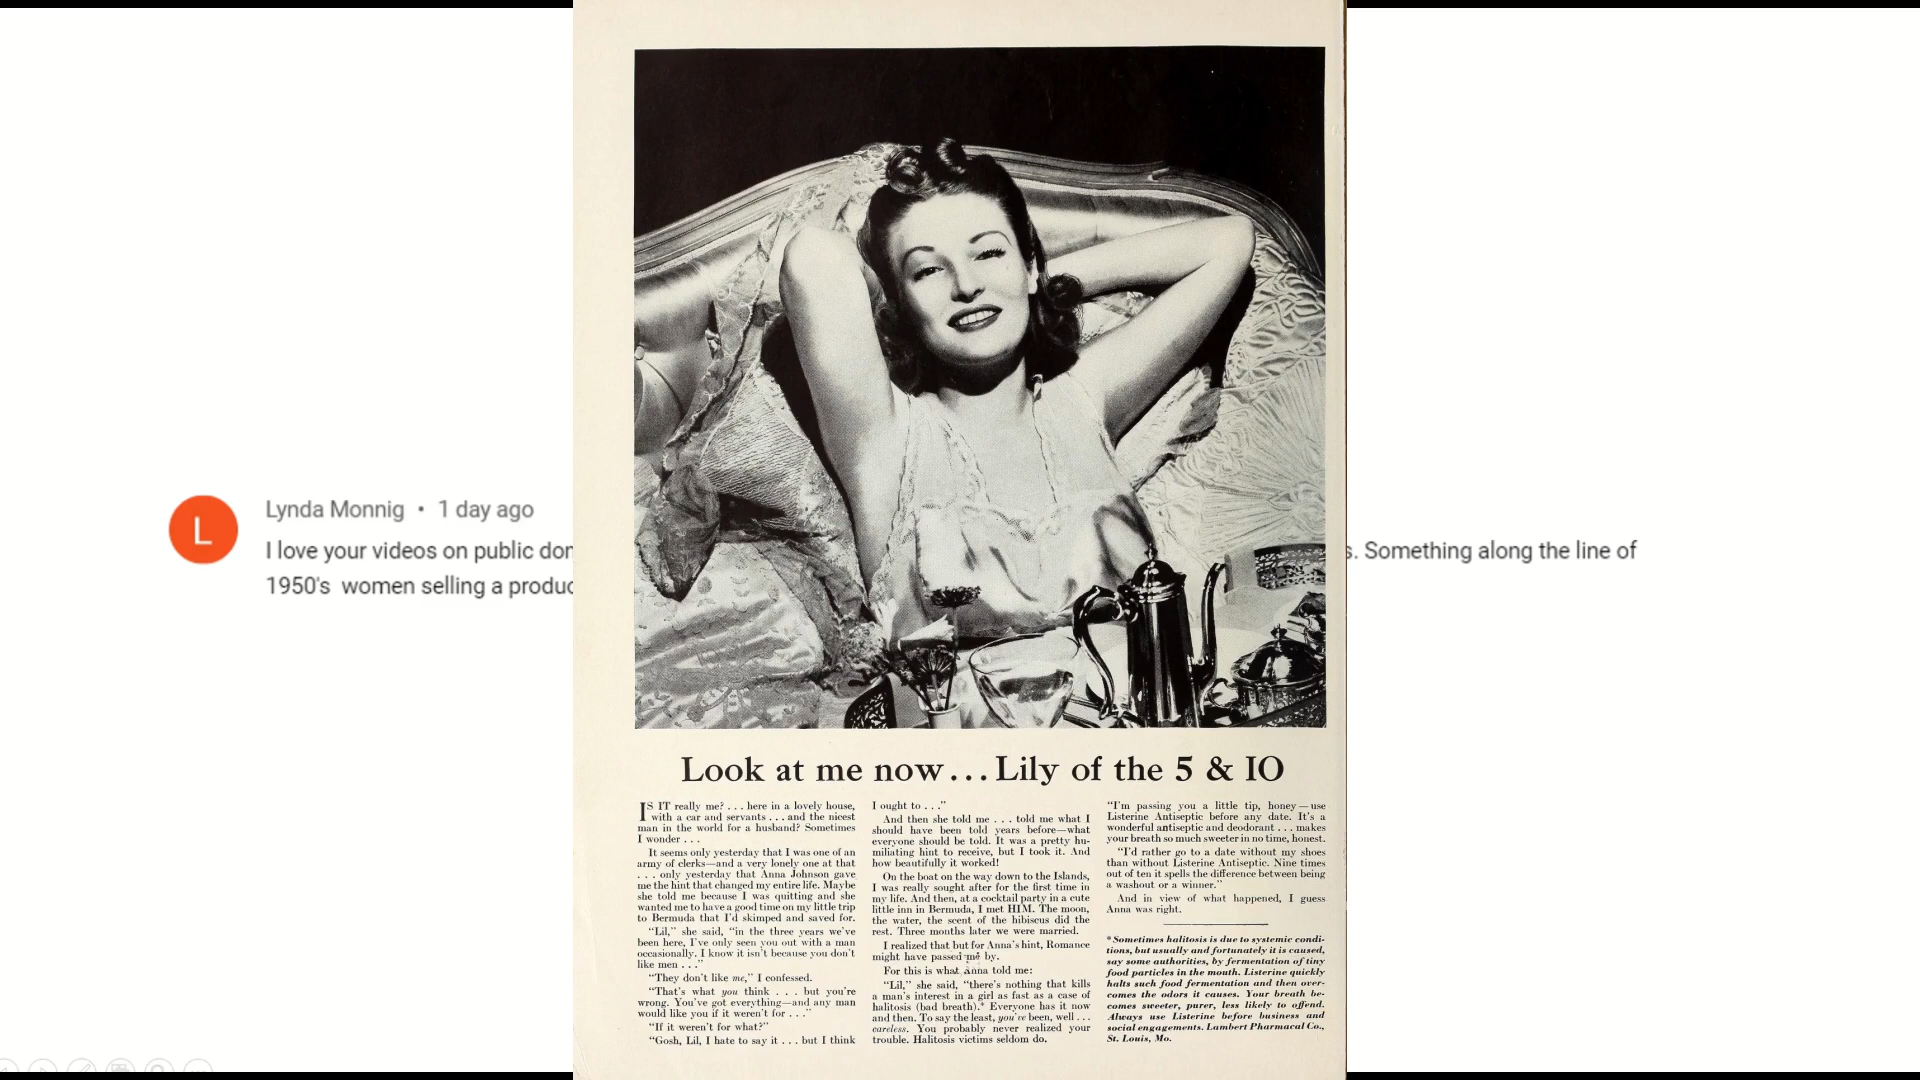 Lynda Monnig • 1 day ago
I love your videos on public don
s. Something along the line of
1950's women selling a produc
Look at me now...Lily of the 5 & IO
IS IT really me? . . . here in a lovely house,
with a car and servants . . . and the nicest
man in the world for a husband? Sometimes
I wonder . . .
It seems only yesterday that I was one of an
army of clerks—and a very lonely one at that
. . . only yesterday that Anna Johnson gave
me the hint that changed my entire life. Maybe
she told me because I was quitting and she
wanted me to have a good time on my little trip
to Bermuda that I'd skimped and saved for.
"Lil," she said, "in the three years we've
been here, I've only seen you out with a man
occasionally. I know it isn't because you don't
like men . . ."
"They don't like me," I confessed.
"That's what you think . . . but you're
wrong. You've got everything—and any man
would like you if it weren't for . . ."
"If it weren't for what?"
"Gosh, Lil, I hate to say it . . . but I think
I ought to . . ."
And then she told me . . . told me what I
should have been told years before—what
everyone should be told. It was a pretty hu-
miliating hint to receive, but I took it. And
how beautifully it worked!
On the boat on the way down to the Islands,
I was really sought after for the first time in
my life. And then, at a cocktail party in a cute
little inn in Bermuda, I met HIM. The moon,
the water, the scent of the hibiscus did the
rest. Three months later we were married.
I realized that but for Anna's hint, Romance
might have passed me by.
For this is what Anna told me:
"Lil," she said, "there's nothing that kills
a man's interest in a girl as fast as a case of
halitosis (bad breath).* Everyone has it now
and then. To say the least, you've been, well . . .
careless. You probably never realized your
trouble. Halitosis victims seldom do.
"I'm passing you a little tip, honey—use
Listerine Antiseptic before any date. It's a
wonderful antiseptic and deodorant . . . makes
your breath so much sweeter in no time, honest.
"I'd rather go to a date without my shoes
than without Listerine Antiseptic. Nine times
out of ten it spells the difference between being
a washout or a winner."
And in view of what happened, I guess
Anna was right.
*Sometimes halitosis is due to systemic condi-
tions, but usually and fortunately it is caused,
say some authorities, by fermentation of tiny
food particles in the mouth. Listerine quickly
halts such food fermentation and then over-
comes the odors it causes. Your breath be-
comes sweeter, purer, less likely to offend.
Always use Listerine before business and
social engagements. Lambert Pharmacal Co.,
St. Louis, Mo.
L